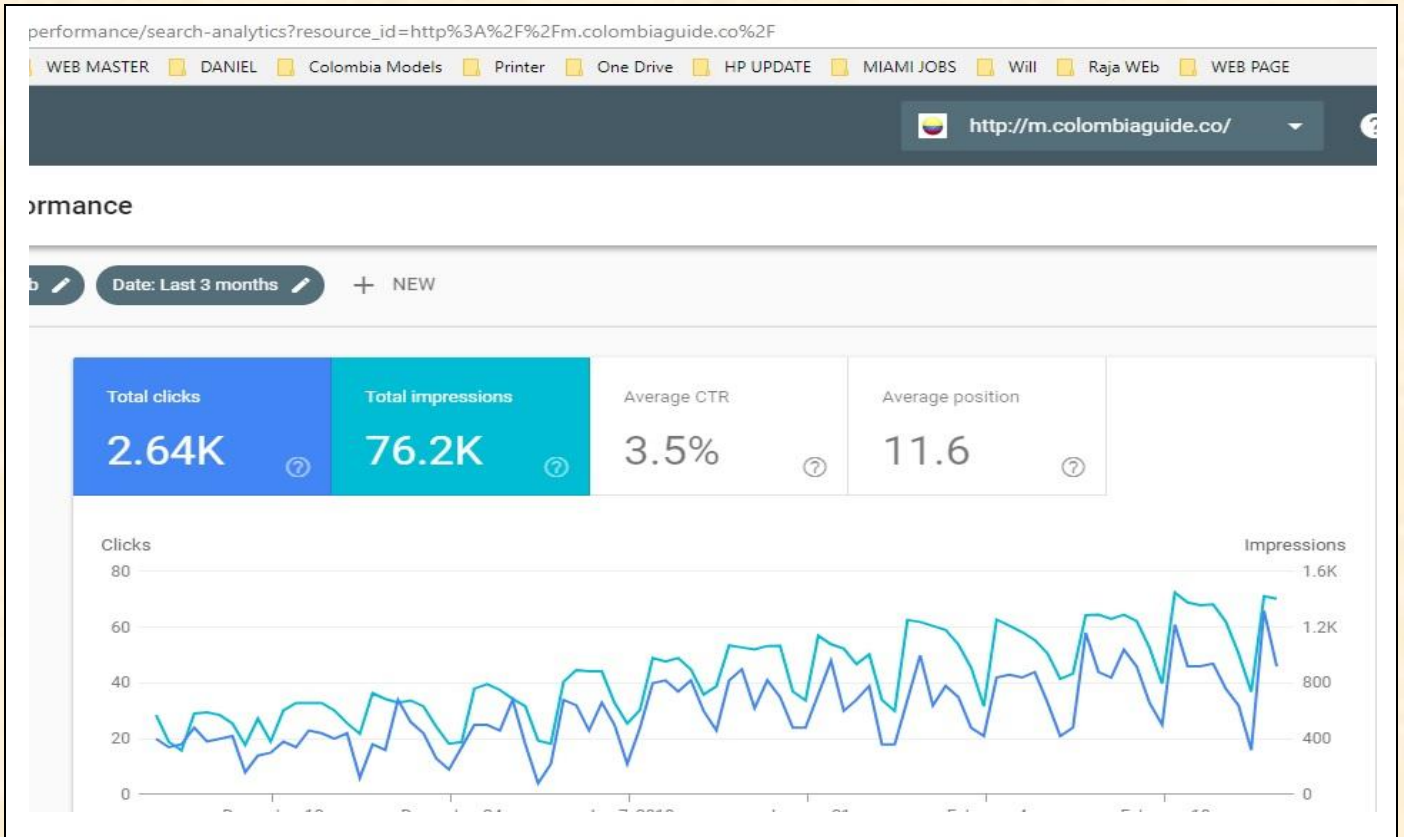 performance/search-analytics?resource_id=http%3A%2F%2Fm.colombiaguide.co%2F
WEB MASTER DANIEL Colombia Models Printer One Drive HP UPDATE MIAMI JOBS Will Raja WEb WEB PAGE
http://m.colombiaguide.co/
ormance
b Date: Last 3 months + NEW
Total clicks Total impressions Average CTR Average position
2.64K 76.2K 3.5% 11.6
Clicks Impressions
80 1.6K
60 1.2K
40 800
20 400
0 0